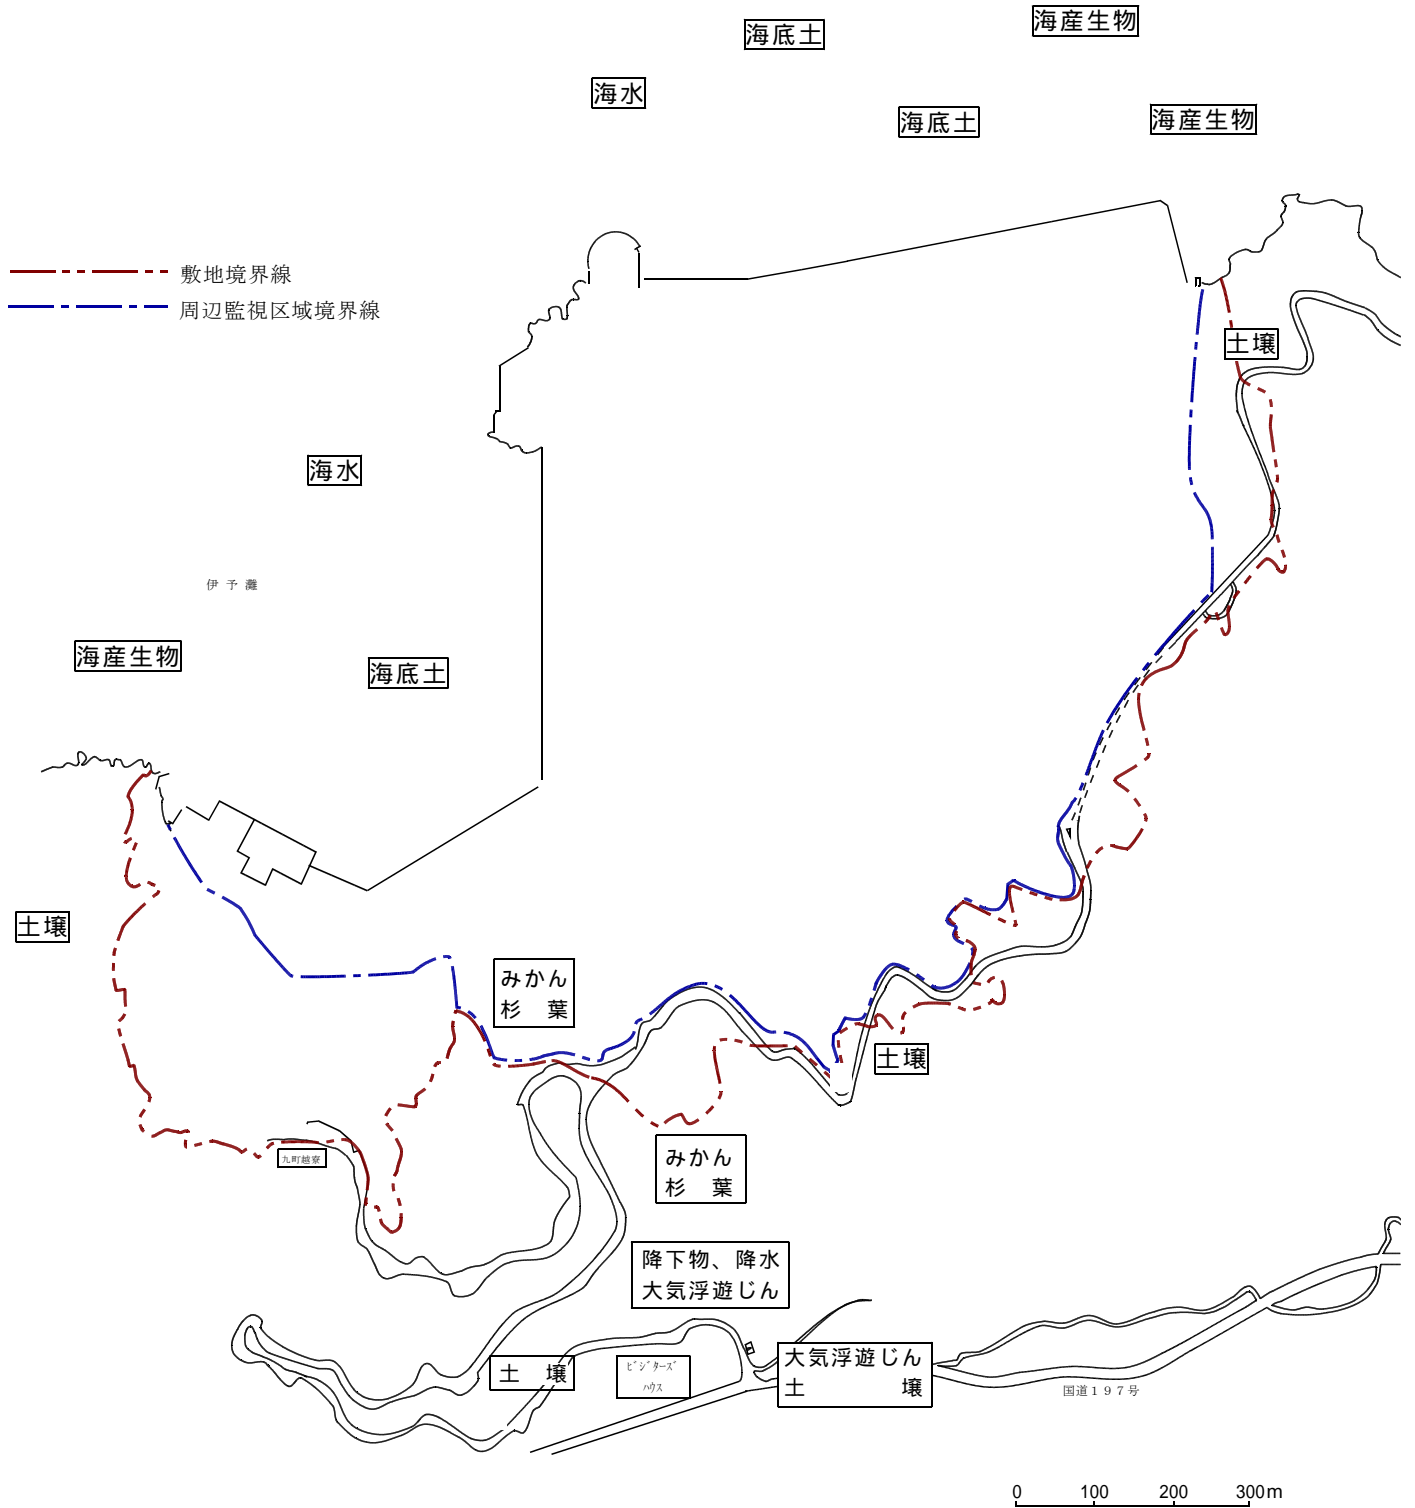 海産生物
海底土
海水
海産生物
海底土
敷地境界線
周辺監視区域境界線
土壌
海水
伊予灘
海産生物
海底土
土壌
みかん
杉 葉
土壌
みかん
杉 葉
九町越寮
降下物、降水
大気浮遊じん
大気浮遊じん
土 壌
土 壌
ビジターズ
ハウス
国道197号
0 100 200 300m